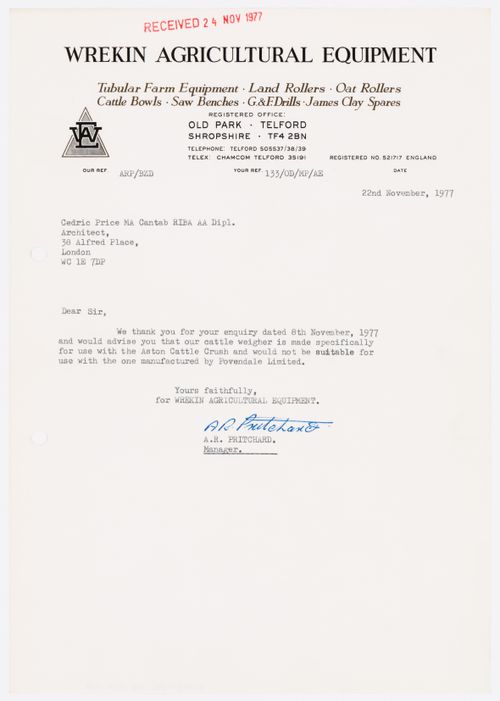 RECEIVED 24 NOV 1977
WREKIN AGRICULTURAL EQUIPMENT
Tubular Farm Equipment · Land Rollers · Oat Rollers
Cattle Bowls · Saw Benches · G.&F. Drills · James Clay Spares
WAE
REGISTERED OFFICE:
OLD PARK · TELFORD
SHROPSHIRE · TF4 2BN
TELEPHONE: TELFORD 505537/38/39
TELEX: CHAMCOM TELFORD 35191
REGISTERED NO. 521717 ENGLAND
OUR REF. ARP/BZD YOUR REF. 133/OD/MP/AE DATE
22nd November, 1977
Cedric Price MA Cantab RIBA AA Dipl.
Architect,
38 Alfred Place,
London
WC 1E 7DP
Dear Sir,
We thank you for your enquiry dated 8th November, 1977
and would advise you that our cattle weigher is made specifically
for use with the Aston Cattle Crush and would not be suitable for
use with the one manufactured by Povendale Limited.
Yours faithfully,
for WREKIN AGRICULTURAL EQUIPMENT.
A R Pritchard
A.R. PRITCHARD.
Manager.